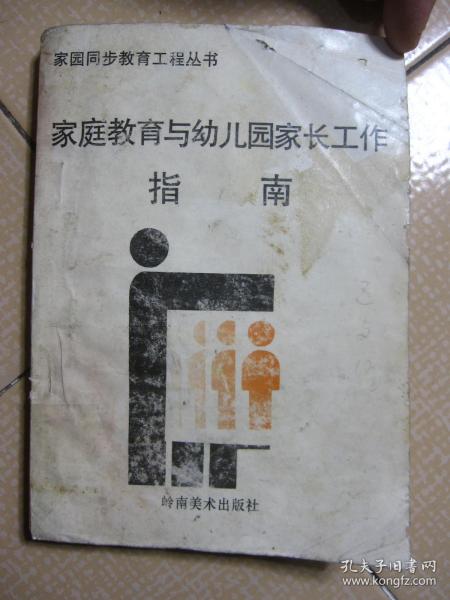 家园同步教育工程丛书
家庭教育与幼儿园家长工作
指南
岭南美术出版社
孔夫子旧书网
www.kongfz.com